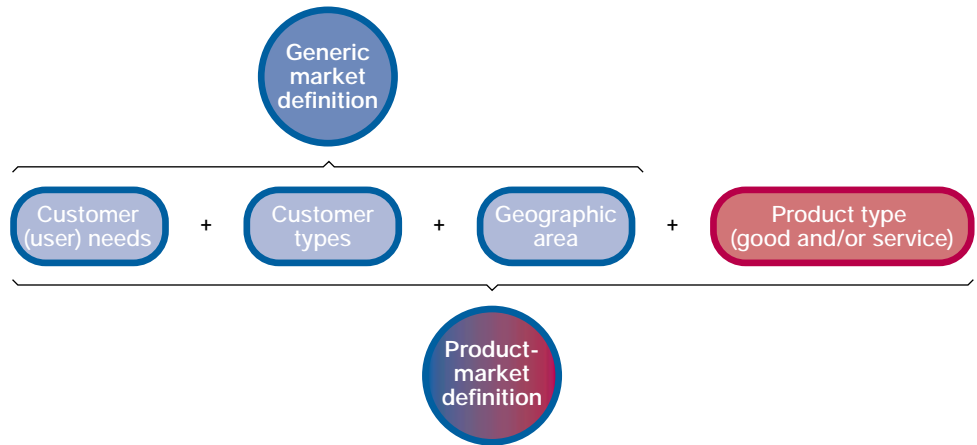 Generic
market
definition
Customer
(user) needs
+
Customer
types
+
Geographic
area
+
Product type
(good and/or service)
Product-
market
definition